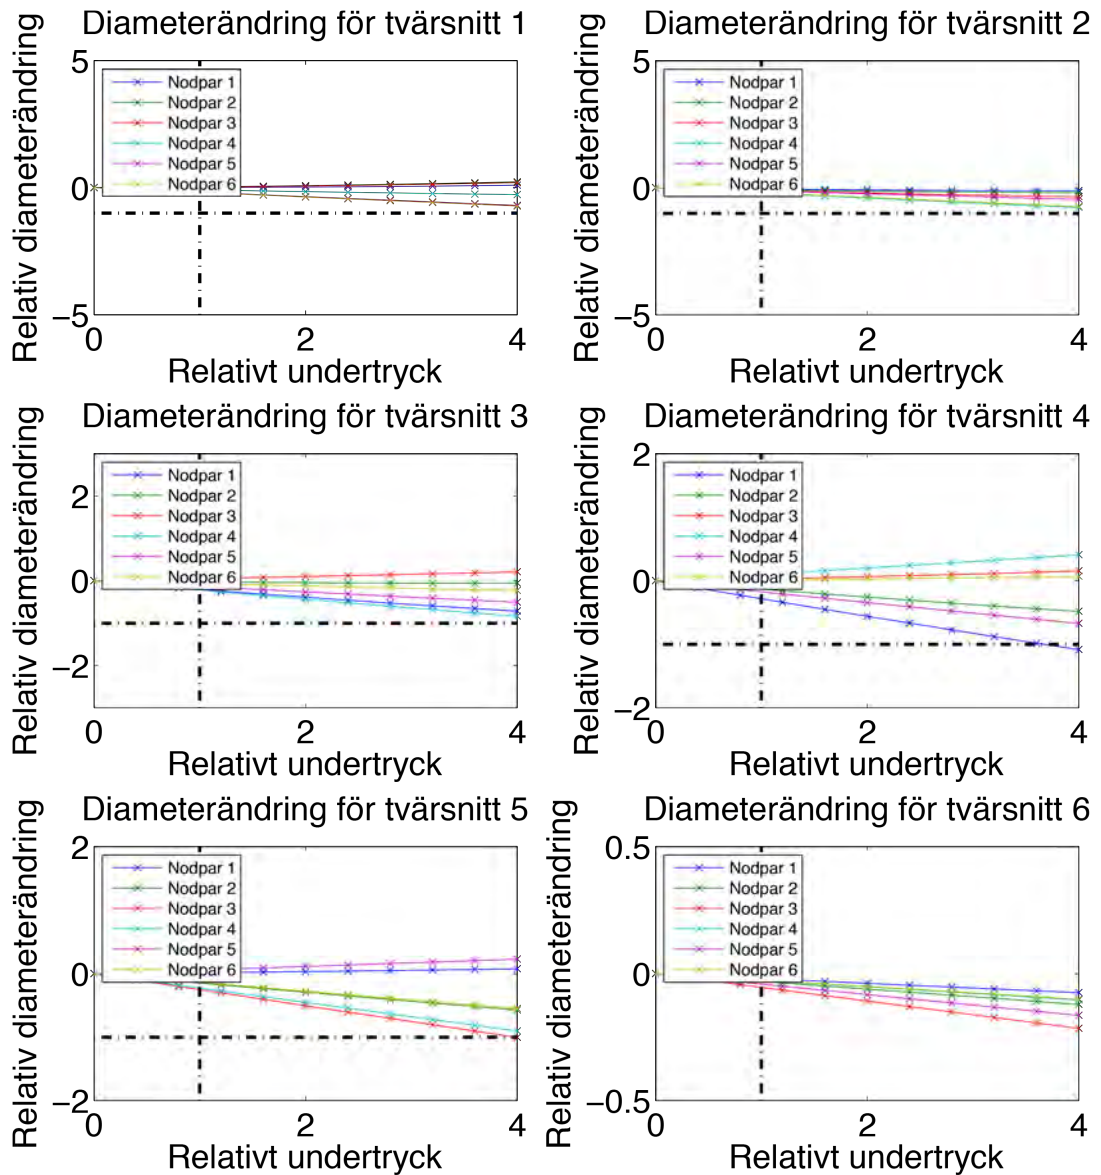 Diameterändring för tvärsnitt 1
Relativ diameterändring
5
0
−5
Nodpar 1
Nodpar 2
Nodpar 3
Nodpar 4
Nodpar 5
Nodpar 6
0 2 4
Relativt undertryck
Diameterändring för tvärsnitt 2
Relativ diameterändring
5
0
−5
Nodpar 1
Nodpar 2
Nodpar 3
Nodpar 4
Nodpar 5
Nodpar 6
0 2 4
Relativt undertryck
Diameterändring för tvärsnitt 3
Relativ diameterändring
2
0
−2
Nodpar 1
Nodpar 2
Nodpar 3
Nodpar 4
Nodpar 5
Nodpar 6
0 2 4
Relativt undertryck
Diameterändring för tvärsnitt 4
Relativ diameterändring
2
0
−2
Nodpar 1
Nodpar 2
Nodpar 3
Nodpar 4
Nodpar 5
Nodpar 6
0 2 4
Relativt undertryck
Diameterändring för tvärsnitt 5
Relativ diameterändring
2
0
−2
Nodpar 1
Nodpar 2
Nodpar 3
Nodpar 4
Nodpar 5
Nodpar 6
0 2 4
Relativt undertryck
Diameterändring för tvärsnitt 6
Relativ diameterändring
0.5
0
−0.5
Nodpar 1
Nodpar 2
Nodpar 3
Nodpar 4
Nodpar 5
Nodpar 6
0 2 4
Relativt undertryck